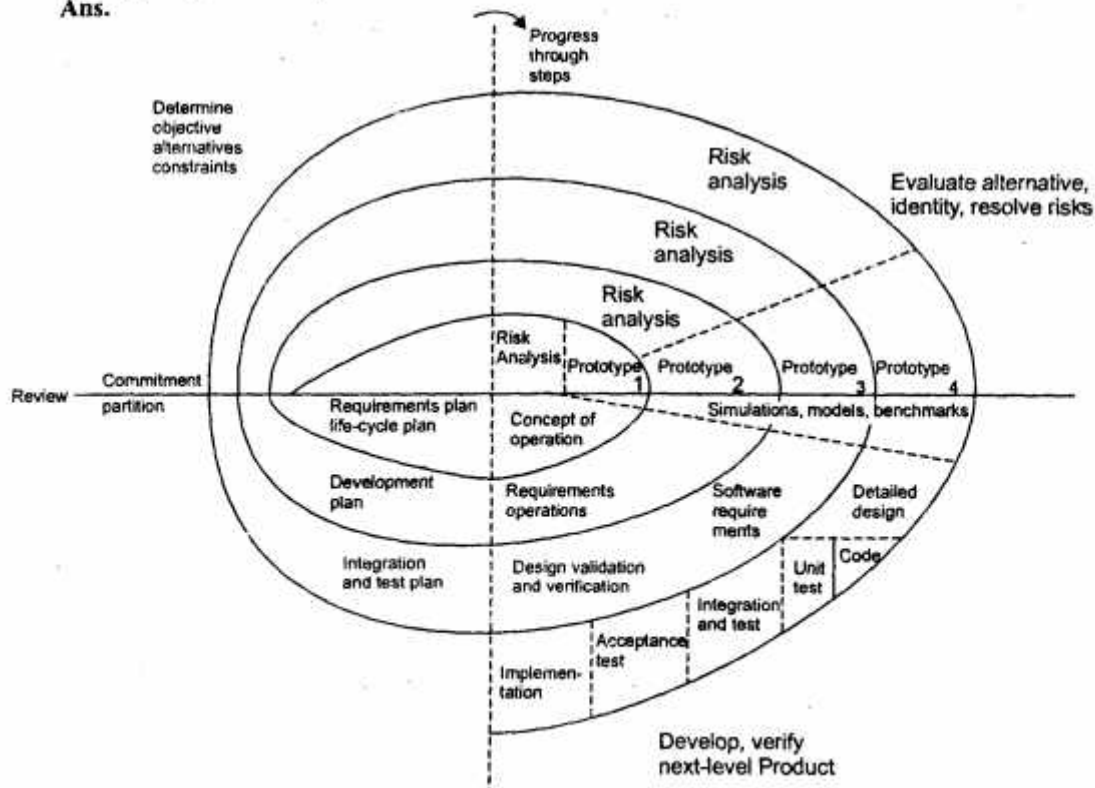 Ans.
Progress
through
steps
Determine
objective
alternatives
constraints
Risk
analysis
Evaluate alternative,
identity, resolve risks
Risk
analysis
Risk
analysis
Risk
Analysis
Prototype
1
Prototype
2
Prototype
3
Prototype
4
Review
Commitment
partition
Simulations, models, benchmarks
Requirements plan
life-cycle plan
Concept of
operation
Development
plan
Requirements
operations
Software
require
ments
Detailed
design
Integration
and test plan
Design validation
and verification
Unit
test
Code
Integration
and test
Acceptance
test
Implemen-
tation
Develop, verify
next-level Product